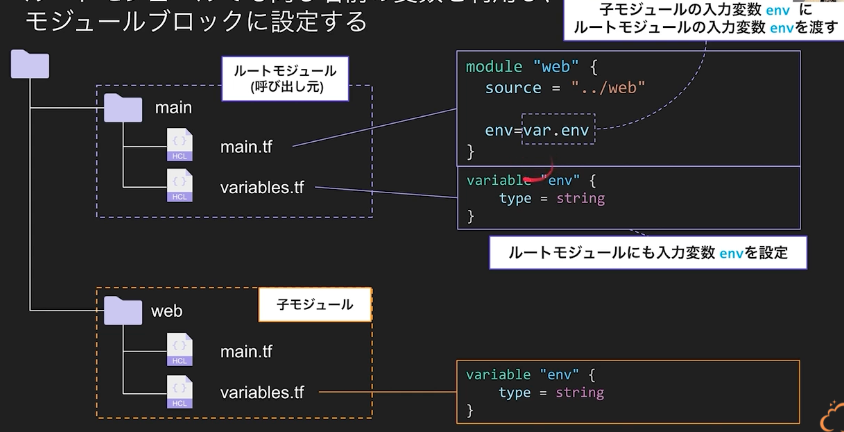 モジュールブロックに設定する
子モジュールの入力変数 env に
ルートモジュールの入力変数 envを渡す
ルートモジュール
(呼び出し元)
main
main.tf
variables.tf
HCL
HCL
module "web" {
source = "../web"
env=var.env
}
variable "env" {
type = string
}
ルートモジュールにも入力変数 envを設定
子モジュール
web
main.tf
variables.tf
HCL
HCL
variable "env" {
type = string
}